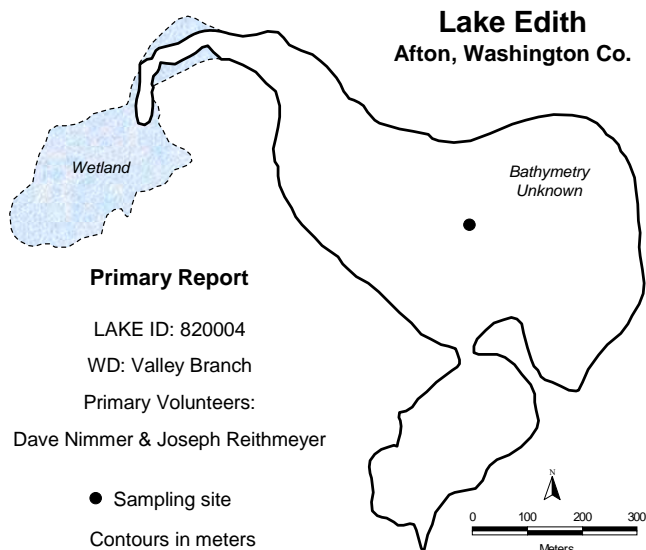 Lake Edith
Afton, Washington Co.
Wetland
Bathymetry
Unknown
Primary Report
LAKE ID: 820004
WD: Valley Branch
Primary Volunteers:
Dave Nimmer & Joseph Reithmeyer
Sampling site
Contours in meters
N
0 100 200 300
Meters